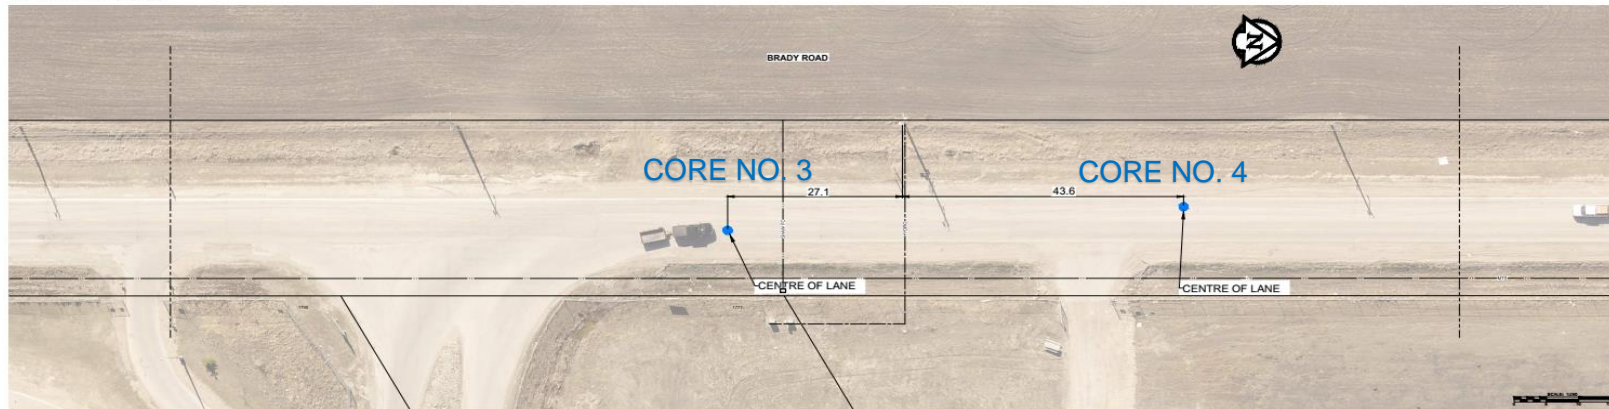 BRADY ROAD
N
CORE NO. 3
CORE NO. 4
27.1
43.6
CENTRE OF LANE
CENTRE OF LANE